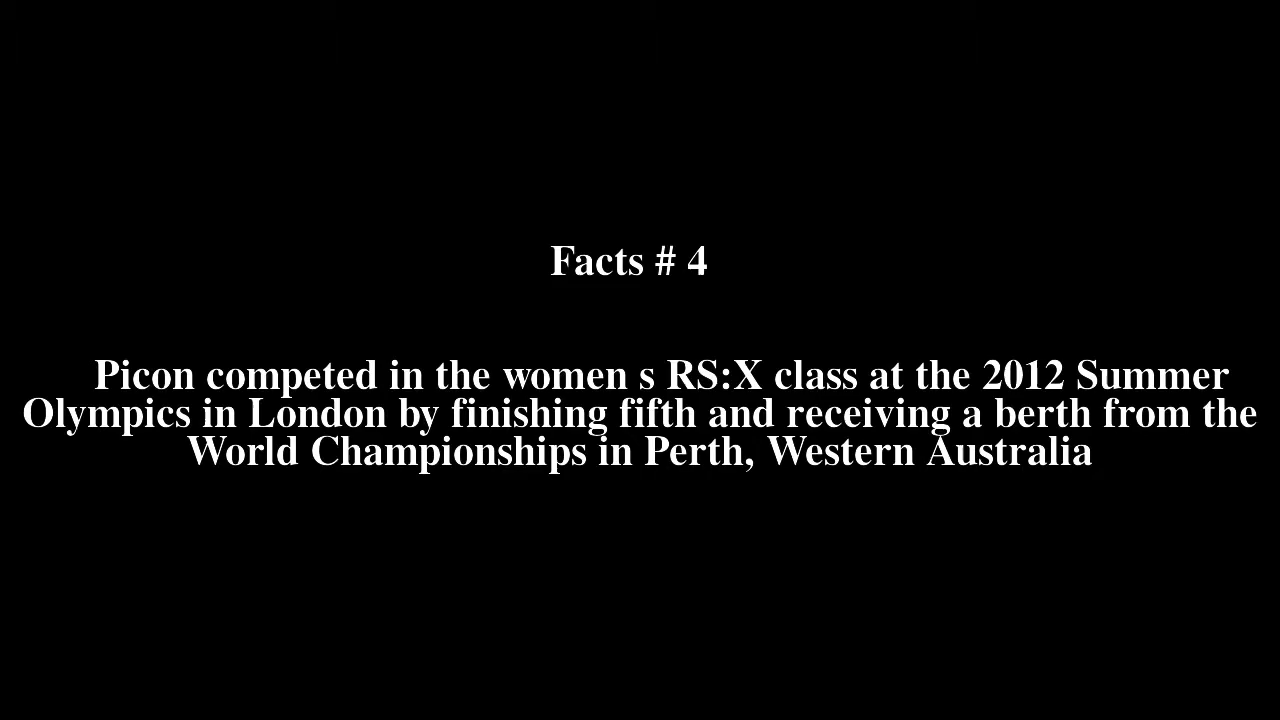 Facts # 4
Picon competed in the women s RS:X class at the 2012 Summer
Olympics in London by finishing fifth and receiving a berth from the
World Championships in Perth, Western Australia